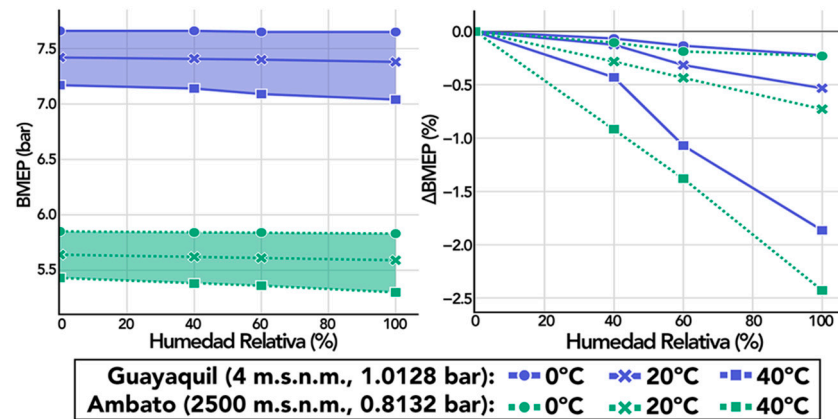 BMEP (bar)
7.5
7.0
6.5
6.0
5.5
0 20 40 60 80 100
Humedad Relativa (%)
ΔBMEP (%)
0.0
−0.5
−1.0
−1.5
−2.0
−2.5
0 20 40 60 80 100
Humedad Relativa (%)
Guayaquil (4 m.s.n.m., 1.0128 bar): 0°C 20°C 40°C
Ambato (2500 m.s.n.m., 0.8132 bar): 0°C 20°C 40°C